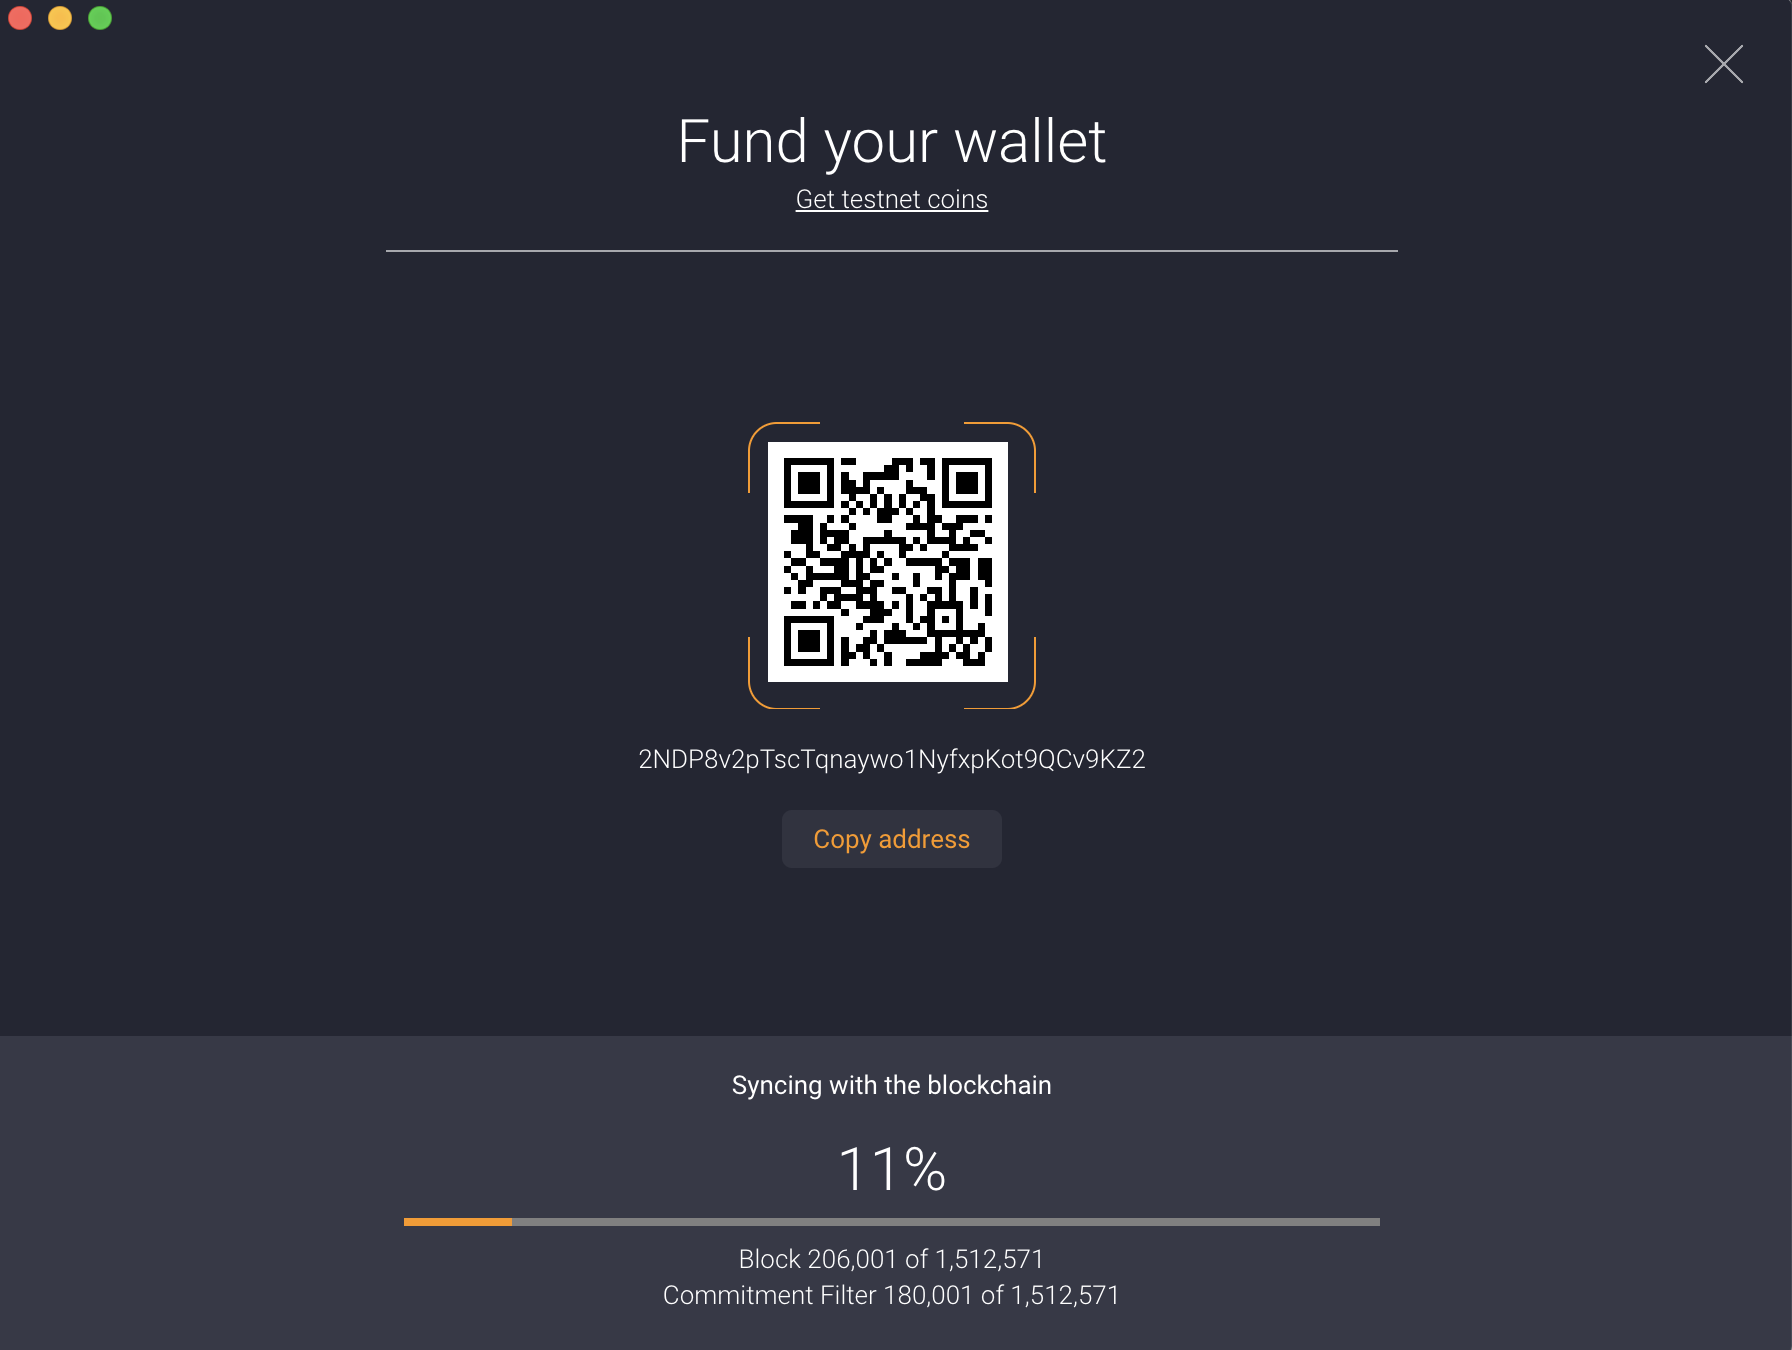 Fund your wallet
Get testnet coins
2NDP8v2pTscTqnaywo1NyfxpKot9QCv9KZ2
Copy address
Syncing with the blockchain
11%
Block 206,001 of 1,512,571
Commitment Filter 180,001 of 1,512,571